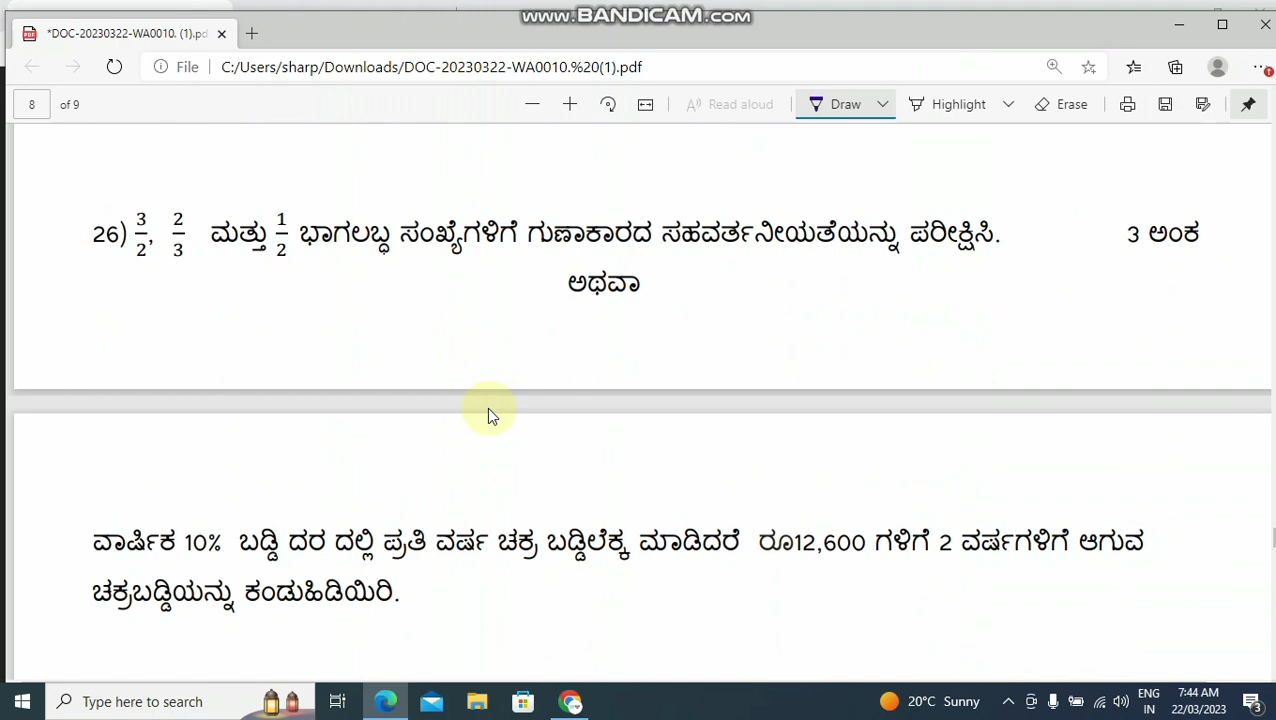 www.BANDICAM.com
*DOC-20230322-WA0010. (1).pd
File C:/Users/sharp/Downloads/DOC-20230322-WA0010.%20(1).pdf
8 of 9 Read aloud Draw Highlight Erase
26) 3/2, 2/3 ಮತ್ತು 1/2 ಭಾಗಲಬ್ಧ ಸಂಖ್ಯೆಗಳಿಗೆ ಗುಣಾಕಾರದ ಸಹವರ್ತನೀಯತೆಯನ್ನು ಪರೀಕ್ಷಿಸಿ. 3 ಅಂಕ
ಅಥವಾ
ವಾರ್ಷಿಕ 10% ಬಡ್ಡಿ ದರ ದಲ್ಲಿ ಪ್ರತಿ ವರ್ಷ ಚಕ್ರ ಬಡ್ಡಿಲೆಕ್ಕ ಮಾಡಿದರೆ ರೂ12,600 ಗಳಿಗೆ 2 ವರ್ಷಗಳಿಗೆ ಆಗುವ
ಚಕ್ರಬಡ್ಡಿಯನ್ನು ಕಂಡುಹಿಡಿಯಿರಿ.
Type here to search 20°C Sunny ENG 7:44 AM
IN 22/03/2023 3